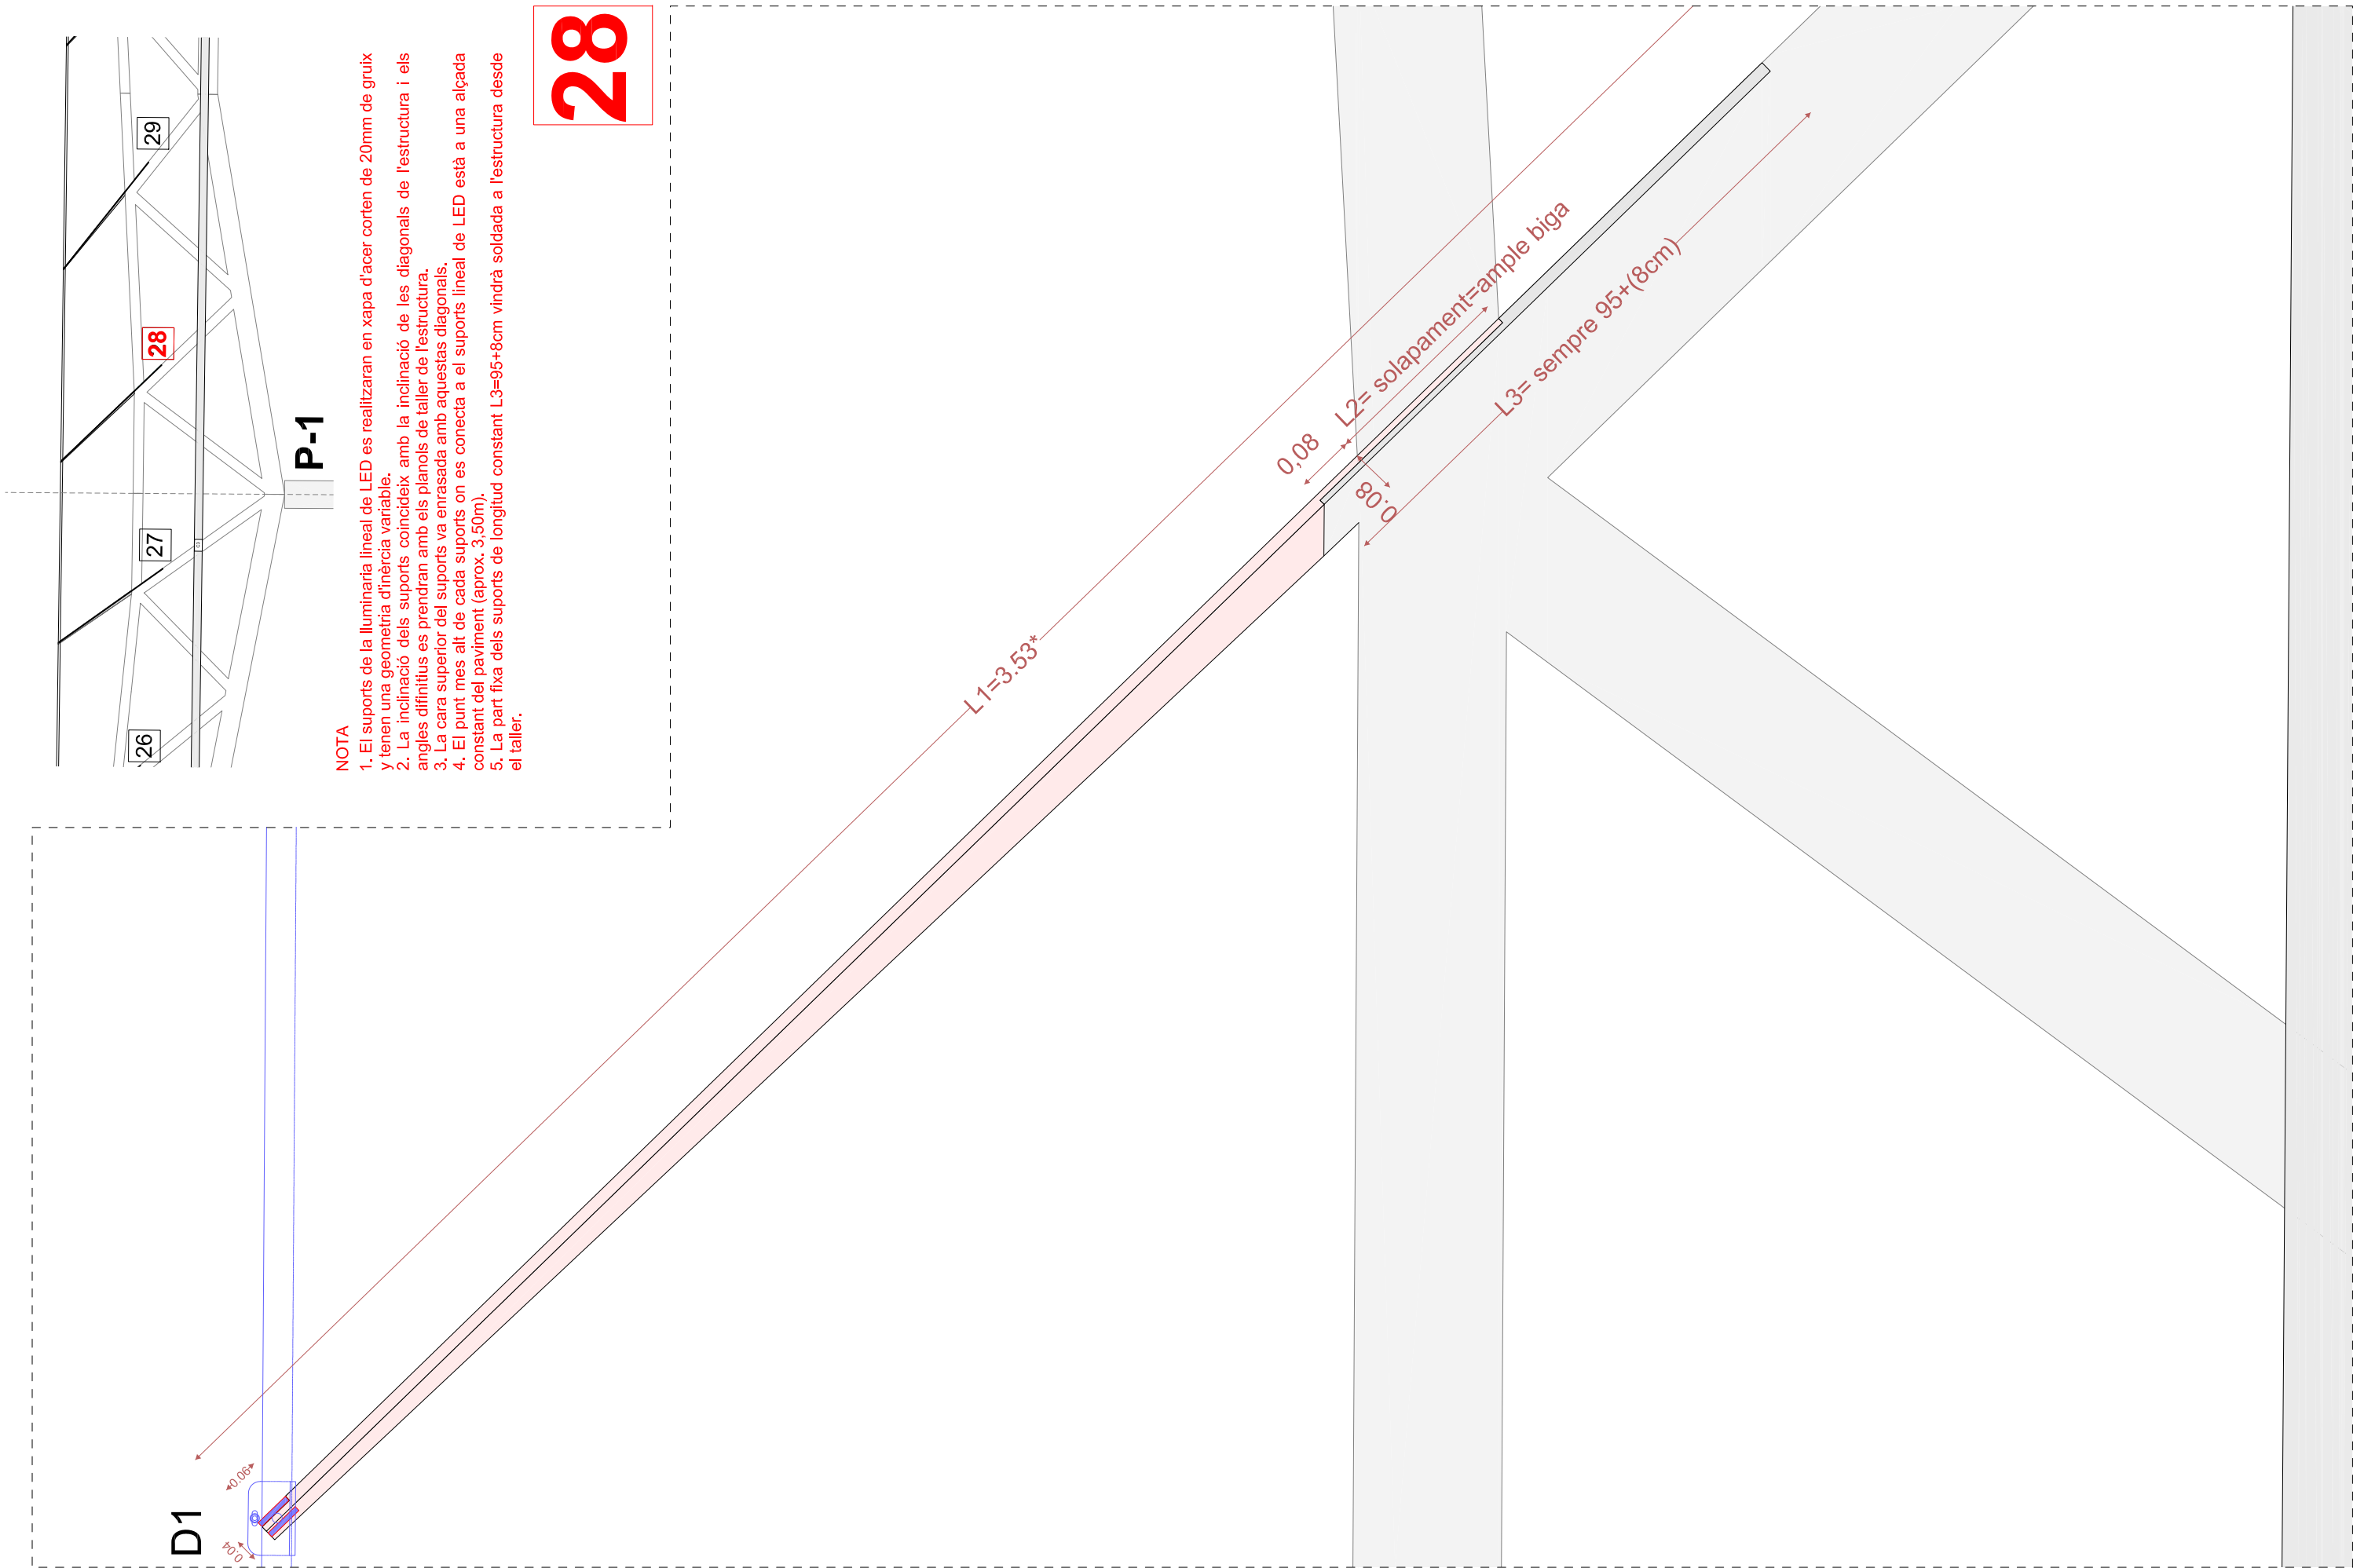 28
29
28
27
26
P-1
NOTA
1. El suports de la lluminaria lineal de LED es realitzaran en xapa d'acer corten de 20mm de gruix
y tenen una geometria d'inèrcia variable.
2. La inclinació dels suports coincideix amb la inclinació de les diagonals de l'estructura i els
angles difinitius es prendran amb els planols de taller de l'estructura.
3. La cara superior del suports va enrasada amb aquestas diagonals.
4. El punt mes alt de cada suports on es conecta a el suports lineal de LED està a una alçada
constant del paviment (aprox. 3,50m).
5. La part fixa dels suports de longitud constant L3=95+8cm vindrà soldada a l'estructura desde
el taller.
D1
0.06
0.04
L1=3.53*
0,08
L2= solapament=ample biga
0.08
L3= sempre 95+(8cm)